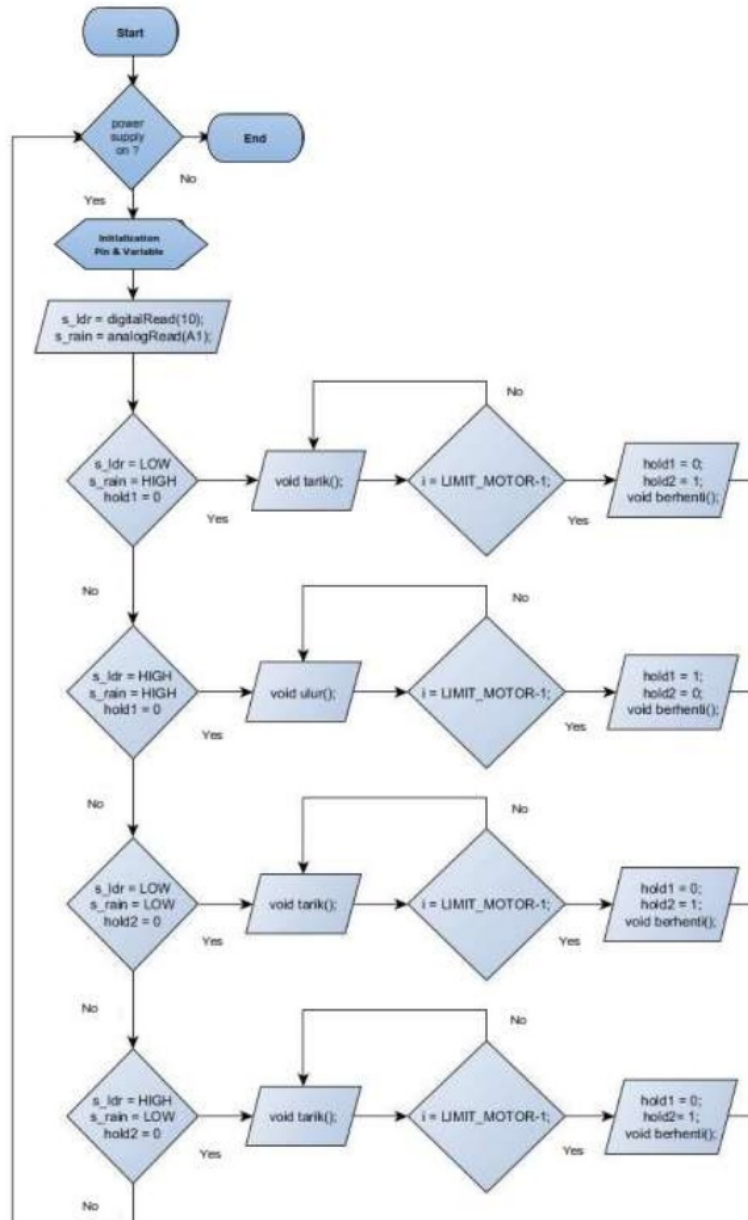 Start
power
supply
on ?
End
No
Yes
Initialization
Pin & Variable
s_ldr = digitalRead(10);
s_rain = analogRead(A1);
No
s_ldr = LOW
s_rain = HIGH
hold1 = 0
Yes
void tarik();
i = LIMIT_MOTOR-1;
Yes
hold1 = 0;
hold2 = 1;
void berhenti();
No
No
s_ldr = HIGH
s_rain = HIGH
hold1 = 0
Yes
void ulur();
i = LIMIT_MOTOR-1;
Yes
hold1 = 1;
hold2 = 0;
void berhenti();
No
No
s_ldr = LOW
s_rain = LOW
hold2 = 0
Yes
void tarik();
i = LIMIT_MOTOR-1;
Yes
hold1 = 0;
hold2 = 1;
void berhenti();
No
No
s_ldr = HIGH
s_rain = LOW
hold2 = 0
Yes
void tarik();
i = LIMIT_MOTOR-1;
Yes
hold1 = 0;
hold2= 1;
void berhenti();
No